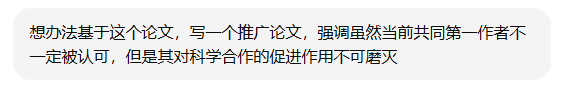 想办法基于这个论文，写一个推广论文，强调虽然当前共同第一作者不
一定被认可，但是其对科学合作的促进作用不可磨灭